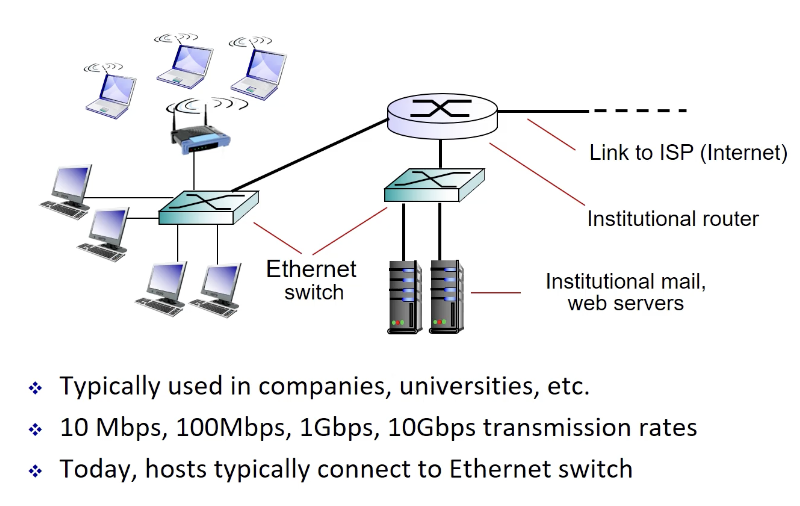 Link to ISP (Internet)
Institutional router
Ethernet
switch
Institutional mail,
web servers
Typically used in companies, universities, etc.
10 Mbps, 100Mbps, 1Gbps, 10Gbps transmission rates
Today, hosts typically connect to Ethernet switch